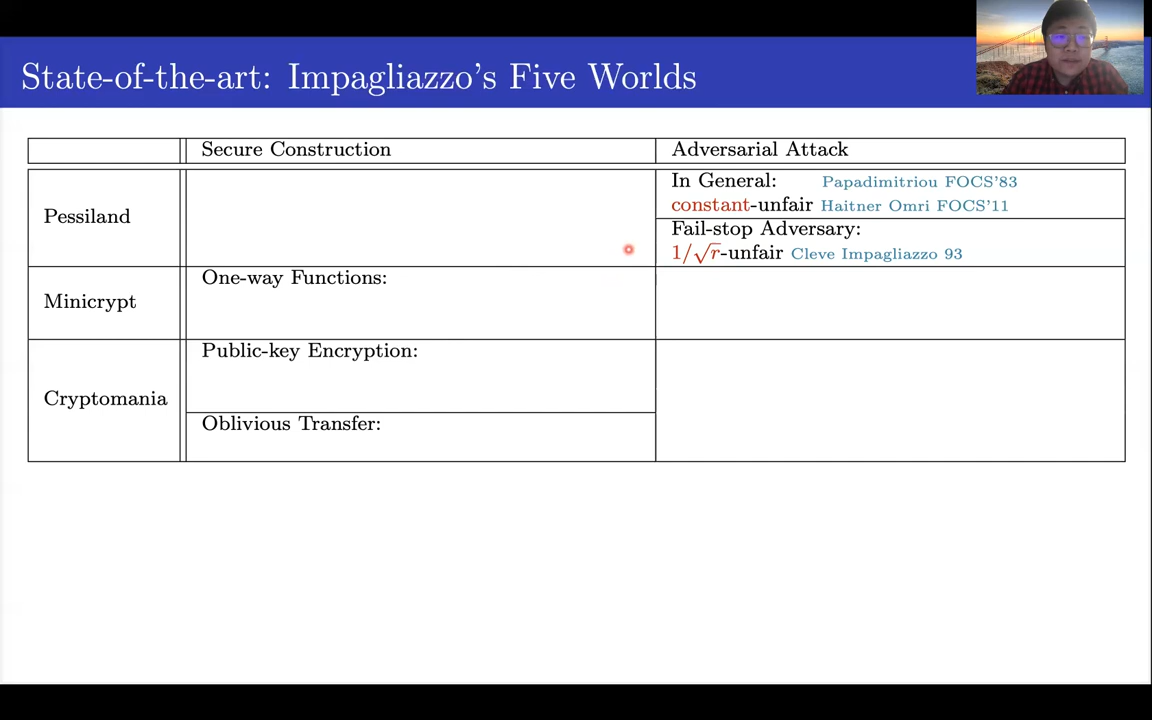 State-of-the-art: Impagliazzo's Five Worlds
Secure Construction
Adversarial Attack
Pessiland
In General: Papadimitriou FOCS'83
constant-unfair Haitner Omri FOCS'11
Fail-stop Adversary:
1/√r-unfair Cleve Impagliazzo 93
Minicrypt
One-way Functions:
Cryptomania
Public-key Encryption:
Oblivious Transfer: